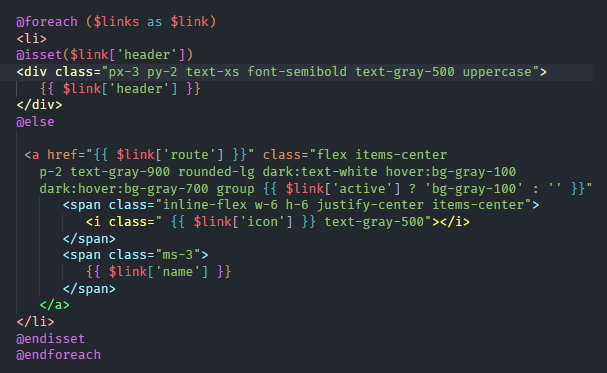 @foreach ($links as $link)
<li>
@isset($link['header'])
<div class="px-3 py-2 text-xs font-semibold text-gray-500 uppercase">
{{ $link['header'] }}
</div>
@else
<a href="{{ $link['route'] }}" class="flex items-center
p-2 text-gray-900 rounded-lg dark:text-white hover:bg-gray-100
dark:hover:bg-gray-700 group {{ $link['active'] ? 'bg-gray-100' : '' }}"
<span class="inline-flex w-6 h-6 justify-center items-center">
<i class=" {{ $link['icon'] }} text-gray-500"></i>
</span>
<span class="ms-3">
{{ $link['name'] }}
</span>
</a>
</li>
@endisset
@endforeach